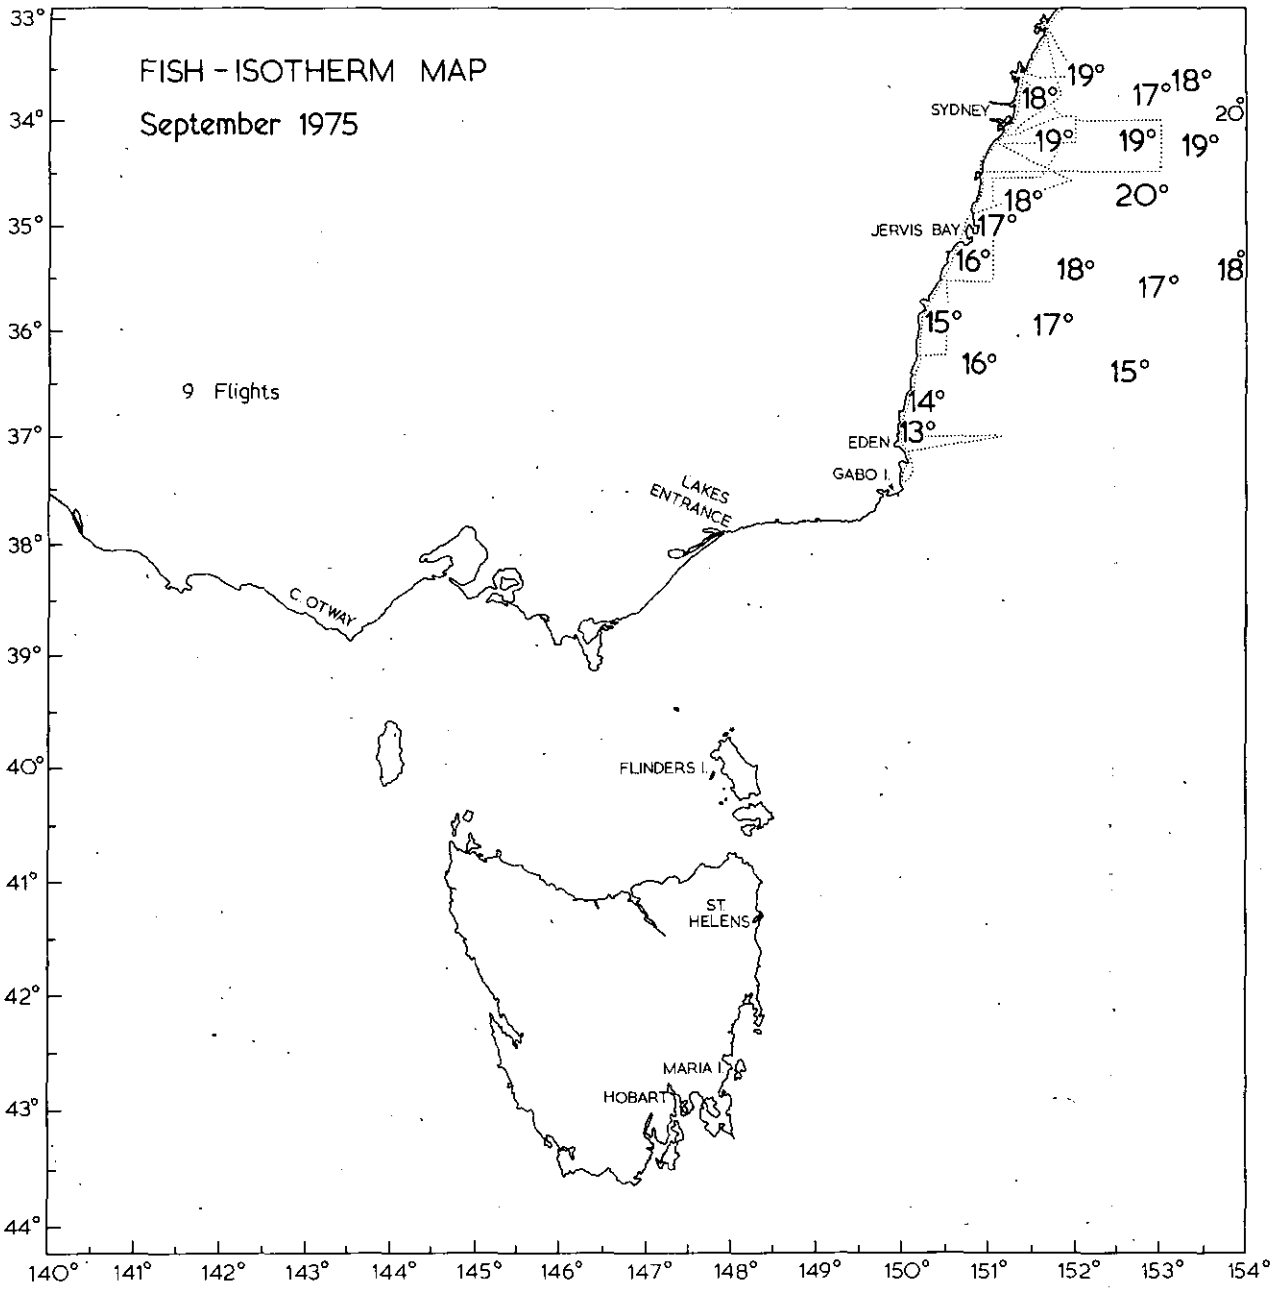 33°
FISH-ISOTHERM MAP
19°
18°
17°
18°
September 1975
SYDNEY
20°
34°
19°
19°
19°
18°
20°
35°
JERVIS BAY
17°
16°
18°
17°
18°
15°
17°
36°
16°
15°
9 Flights
14°
13°
37°
EDEN
GABO I.
LAKES
ENTRANCE
38°
C. OTWAY
39°
40°
FLINDERS I.
41°
ST.
HELENS
42°
MARIA I.
43°
HOBART
44°
140° 141° 142° 143° 144° 145° 146° 147° 148° 149° 150° 151° 152° 153° 154°